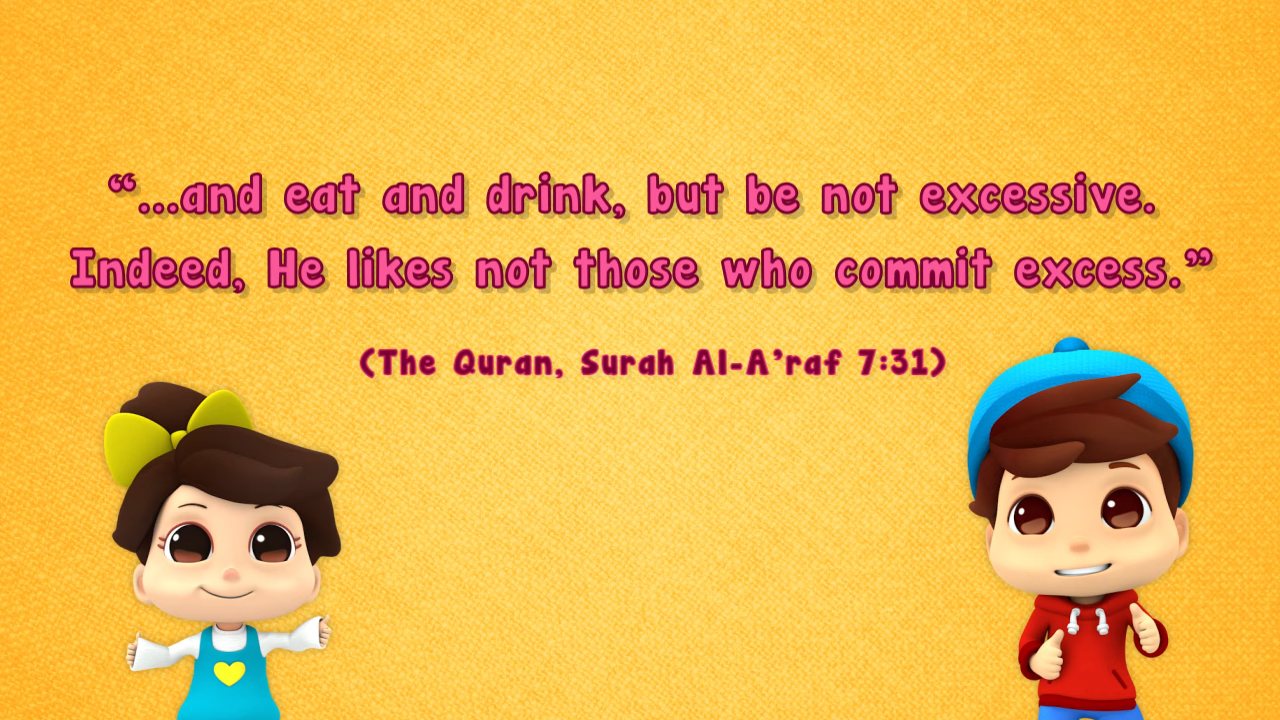 “...and eat and drink, but be not excessive.
Indeed, He likes not those who commit excess.”
(The Quran, Surah Al-A’raf 7:31)